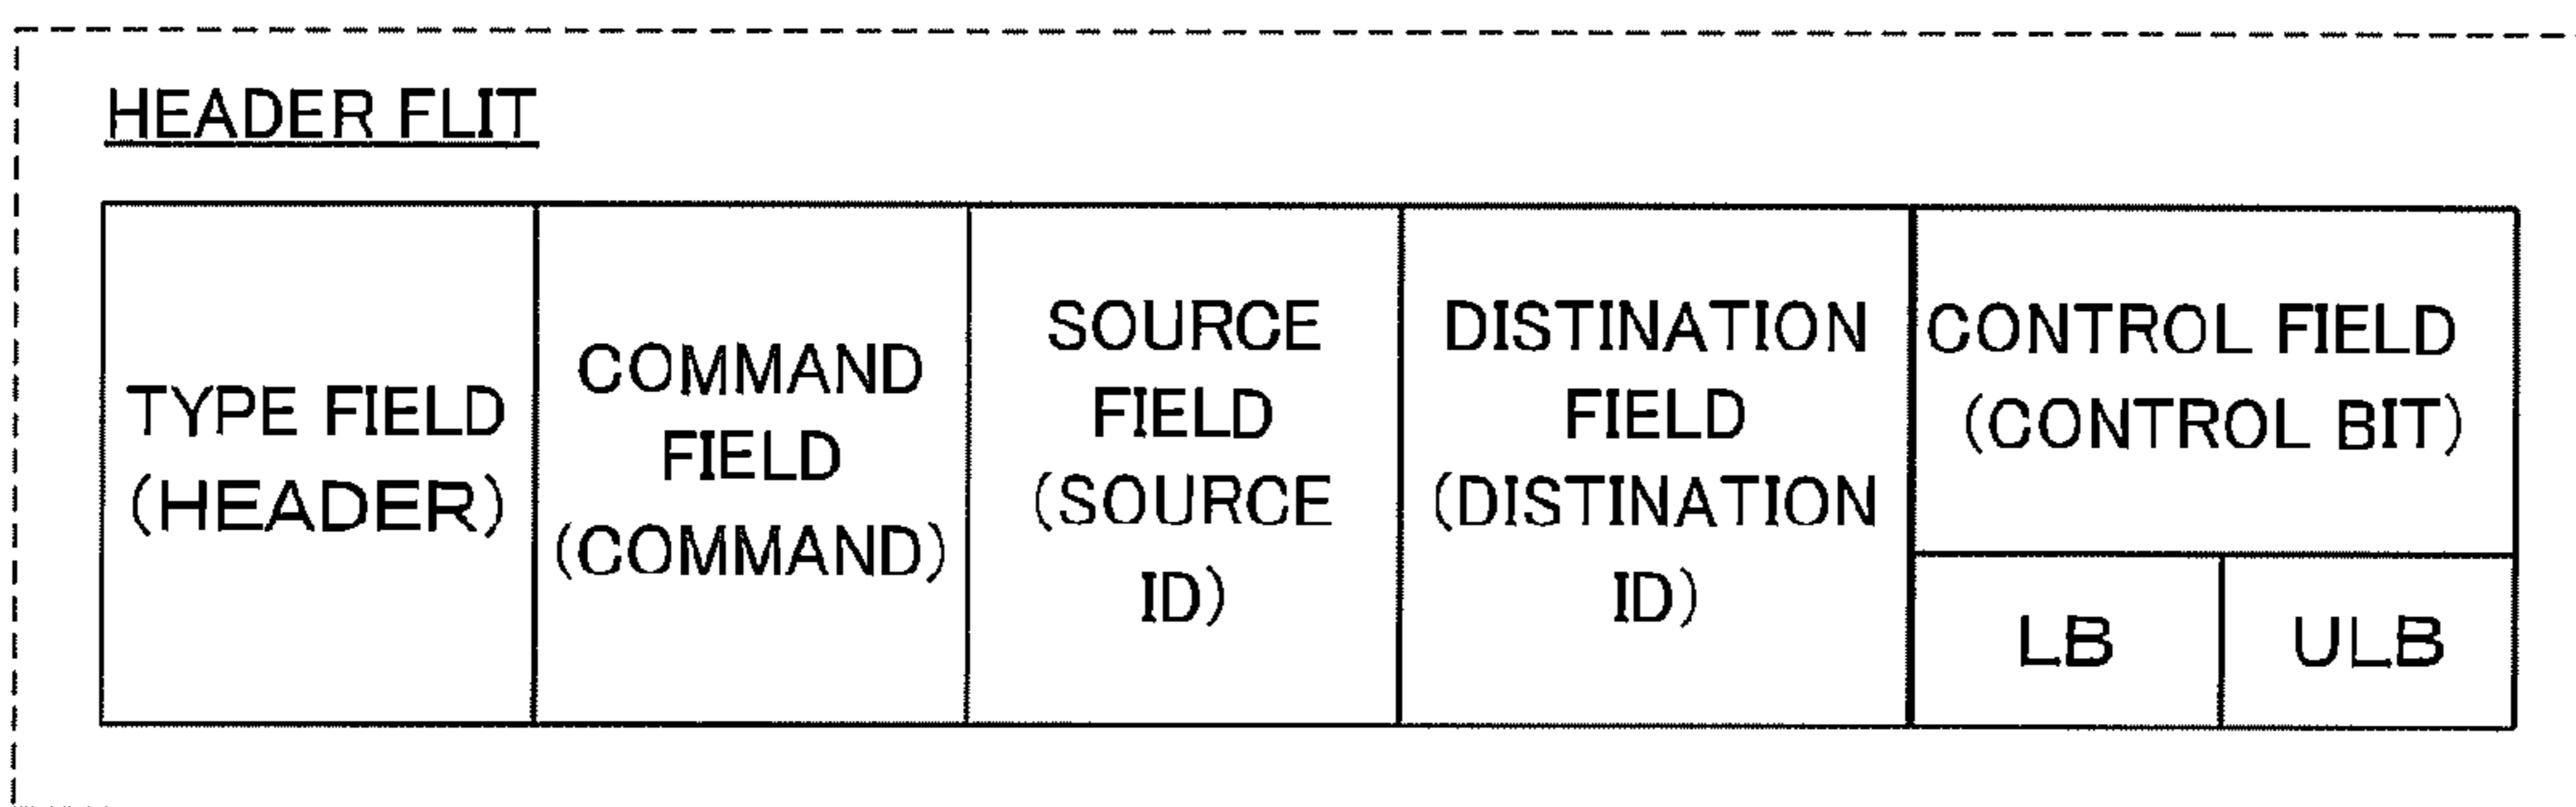 HEADER FLIT
TYPE FIELD
(HEADER)
COMMAND
FIELD
(COMMAND)
SOURCE
FIELD
(SOURCE
ID)
DISTINATION
FIELD
(DISTINATION
ID)
CONTROL FIELD
(CONTROL BIT)
LB
ULB